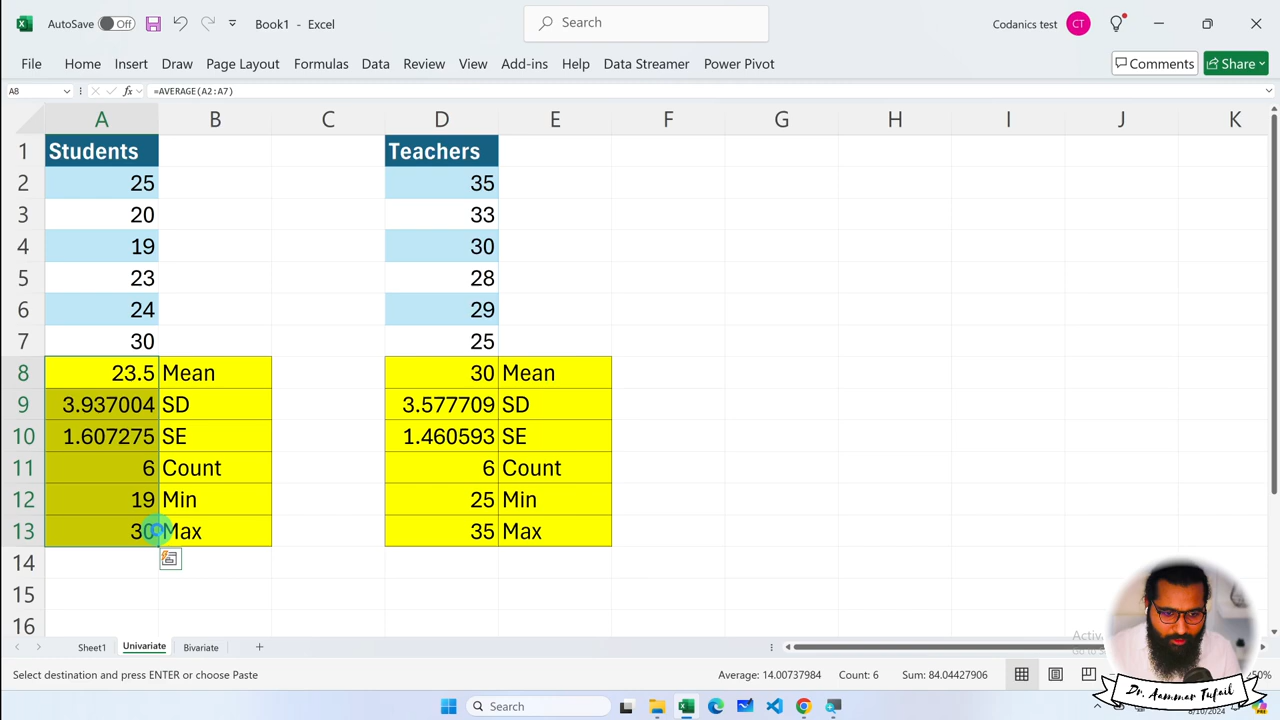 AutoSave Off Book1 - Excel Search Codanics test CT
File Home Insert Draw Page Layout Formulas Data Review View Add-ins Help Data Streamer Power Pivot Comments Share
A8 fx =AVERAGE(A2:A7)
A B C D E F G H I J K
1 Students Teachers
2 25 35
3 20 33
4 19 30
5 23 28
6 24 29
7 30 25
8 23.5 Mean 30 Mean
9 3.937004 SD 3.577709 SD
10 1.607275 SE 1.460593 SE
11 6 Count 6 Count
12 19 Min 25 Min
13 30 Max 35 Max
14
15
16
Activ
Sheet1 Univariate Bivariate
Select destination and press ENTER or choose Paste Average: 14.00737984 Count: 6 Sum: 84.04427906
Dr. Aammar Tufail
Search 8/10/2024